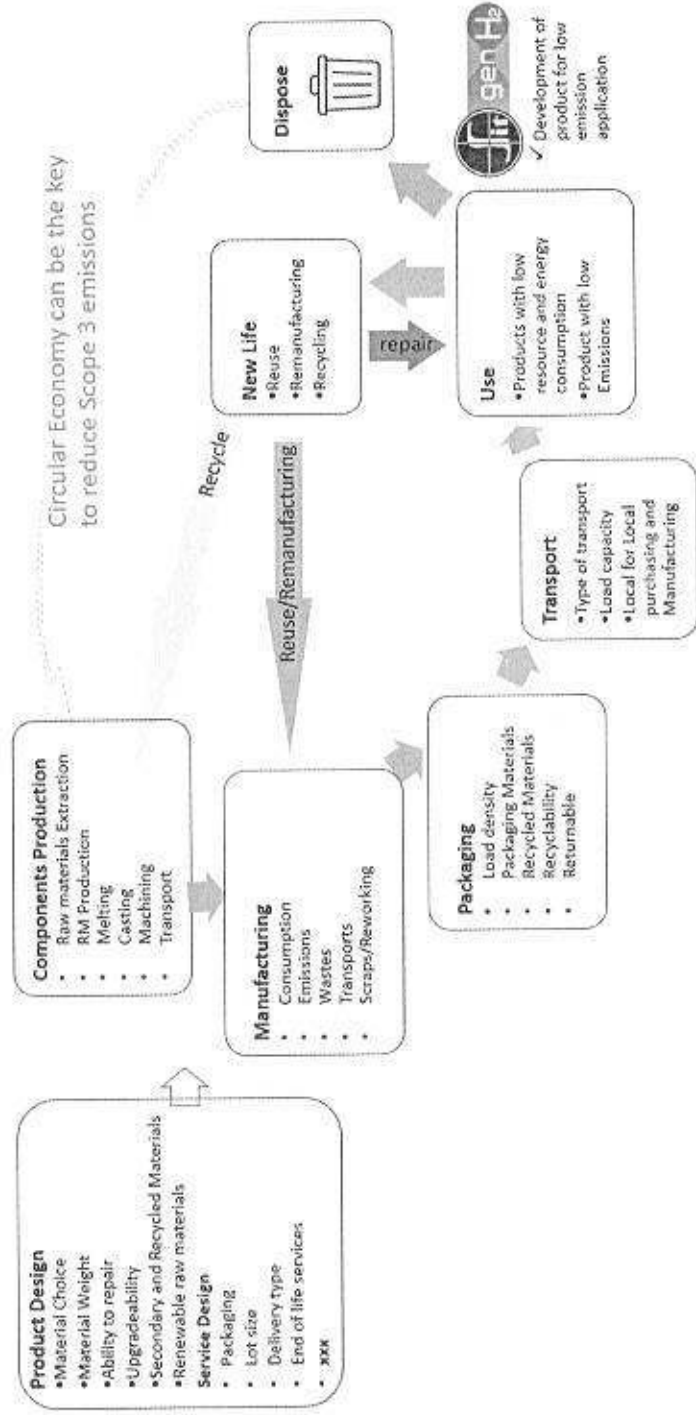 Circular Economy can be the key
to reduce Scope 3 emissions
Product Design
•Material Choice
•Material Weight
•Ability to repair
•Upgradeability
•Secondary and Recycled Materials
•Renewable raw materials
Service Design
• Packaging
• Lot size
• Delivery type
• End of life services
• xxx
Components Production
• Raw materials Extraction
• RM Production
• Melting
• Casting
• Machining
• Transport
Manufacturing
• Consumption
• Emissions
• Wastes
• Transports
• Scraps/Reworking
Recycle
Reuse/Remanufacturing
New Life
•Reuse
•Remanufacturing
•Recycling
repair
Packaging
• Load density
• Packaging Materials
• Recycled Materials
• Recyclability
• Returnable
Transport
•Type of transport
•Load capacity
•Local for Local
purchasing and
Manufacturing
Use
•Products with low
resource and energy
consumption
•Product with low
Emissions
Dispose
gen H2
✓ Development of
product for low
emission
application